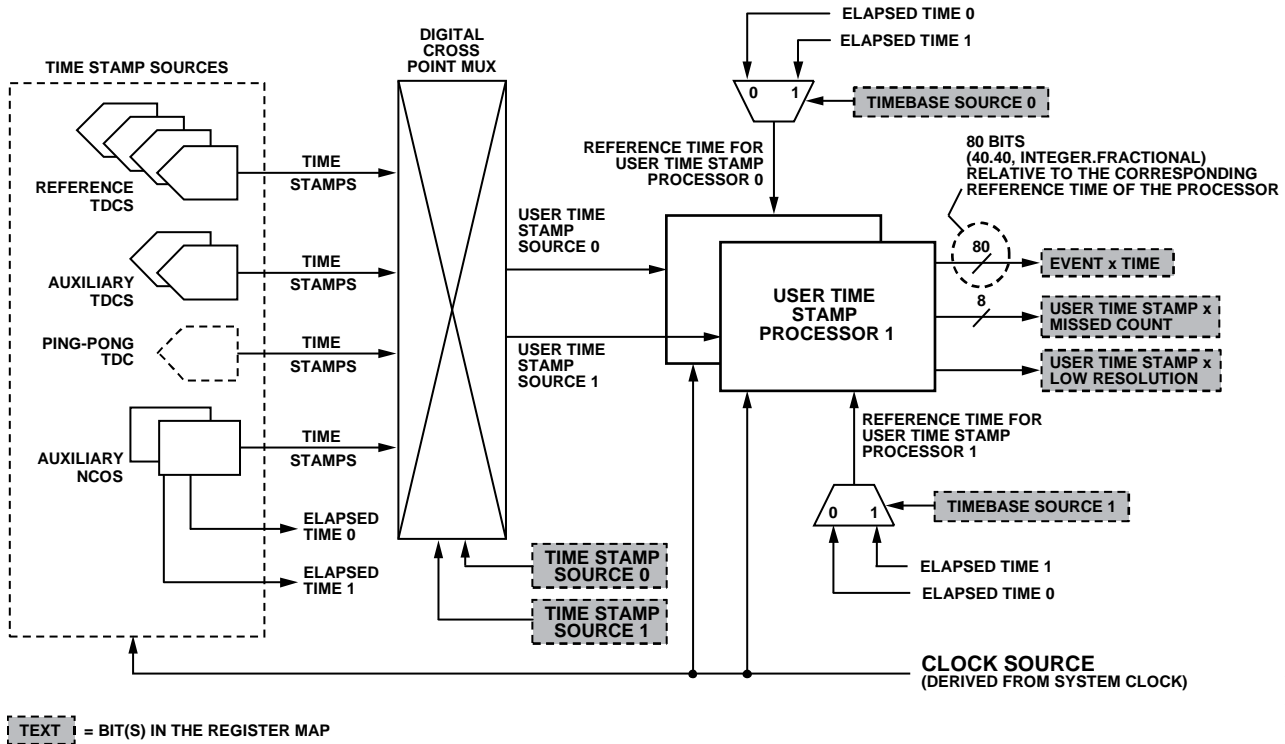 TIME STAMP SOURCES
REFERENCE
TDCS
TIME
STAMPS
AUXILIARY
TDCS
TIME
STAMPS
PING-PONG
TDC
TIME
STAMPS
AUXILIARY
NCOS
TIME
STAMPS
ELAPSED
TIME 0
ELAPSED
TIME 1
DIGITAL
CROSS
POINT MUX
USER TIME
STAMP
SOURCE 0
USER TIME
STAMP
SOURCE 1
TIME STAMP
SOURCE 0
TIME STAMP
SOURCE 1
ELAPSED TIME 0
ELAPSED TIME 1
0 1
TIMEBASE SOURCE 0
REFERENCE TIME FOR
USER TIME STAMP
PROCESSOR 0
80 BITS
(40.40, INTEGER.FRACTIONAL)
RELATIVE TO THE CORRESPONDING
REFERENCE TIME OF THE PROCESSOR
USER TIME
STAMP
PROCESSOR 1
80
EVENT x TIME
8
USER TIME STAMP x
MISSED COUNT
USER TIME STAMP x
LOW RESOLUTION
REFERENCE TIME FOR
USER TIME STAMP
PROCESSOR 1
0 1
TIMEBASE SOURCE 1
ELAPSED TIME 1
ELAPSED TIME 0
CLOCK SOURCE
(DERIVED FROM SYSTEM CLOCK)
TEXT = BIT(S) IN THE REGISTER MAP